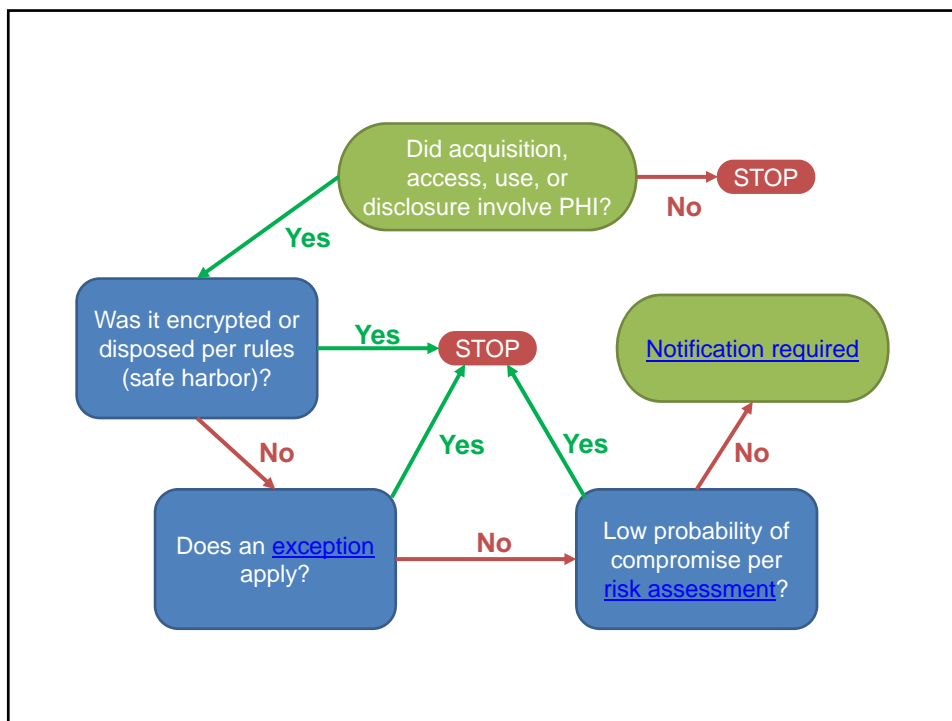 Did acquisition,
access, use, or
disclosure involve PHI?
STOP
No
Yes
Was it encrypted or
disposed per rules
(safe harbor)?
Yes
STOP
Notification required
No
Yes
Yes
No
Does an exception
apply?
No
Low probability of
compromise per
risk assessment?